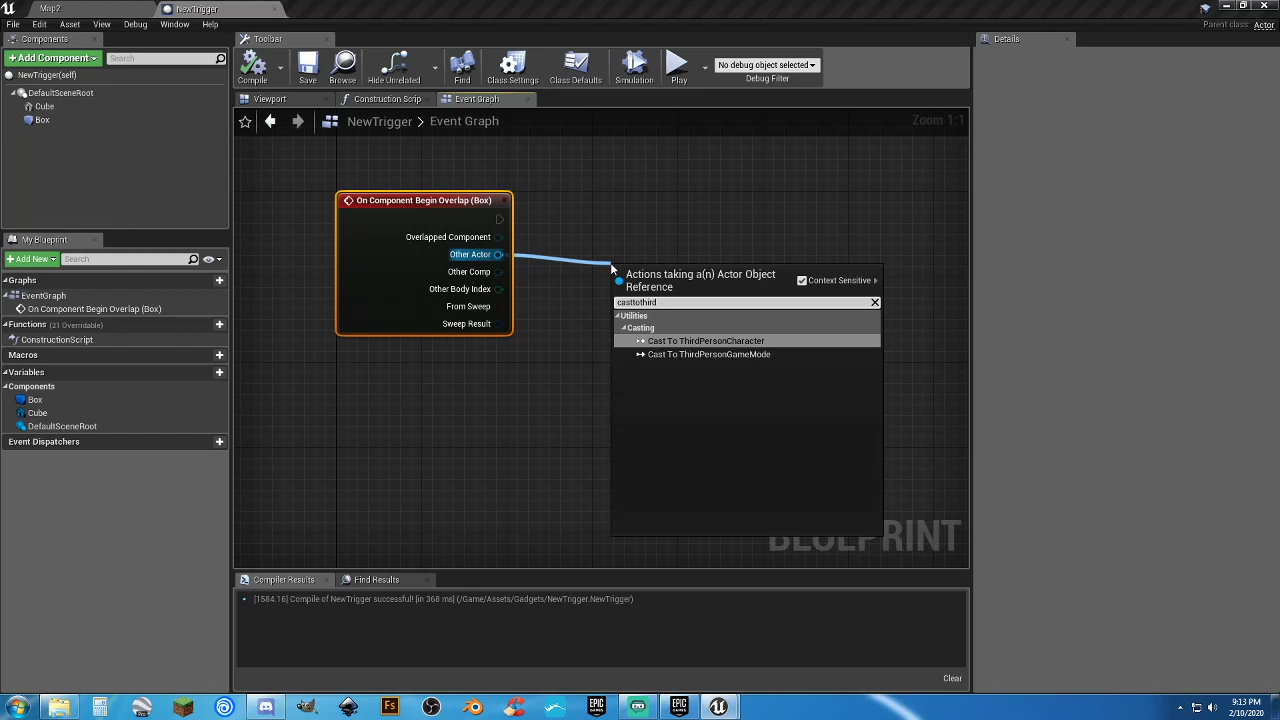 Map2
NewTrigger
File Edit Asset View Debug Window Help
Parent class: Actor
Components
Toolbar
Details
+ Add Component
Search
NewTrigger(self)
DefaultSceneRoot
Cube
Box
Compile
Save
Browse
Hide Unrelated
Find
Class Settings
Class Defaults
Simulation
Play
No debug object selected
Debug Filter
Viewport
Construction Scrip
Event Graph
NewTrigger > Event Graph
Zoom 1:1
On Component Begin Overlap (Box)
Overlapped Component
Other Actor
Other Comp
Other Body Index
From Sweep
Sweep Result
Actions taking a(n) Actor Object
Reference
Context Sensitive
casttothird
Utilities
Casting
Cast To ThirdPersonCharacter
Cast To ThirdPersonGameMode
BLUEPRINT
My Blueprint
+ Add New
Search
Graphs
EventGraph
On Component Begin Overlap (Box)
Functions (21 Overridable)
ConstructionScript
Macros
Variables
Components
Box
Cube
DefaultSceneRoot
Event Dispatchers
Compiler Results
Find Results
[1584.16] Compile of NewTrigger successful! [in 368 ms] (/Game/Assets/Gadgets/NewTrigger.NewTrigger)
Clear
Pro
Fs
EPIC
GAMES
EPIC
GAMES
9:13 PM
2/10/2020